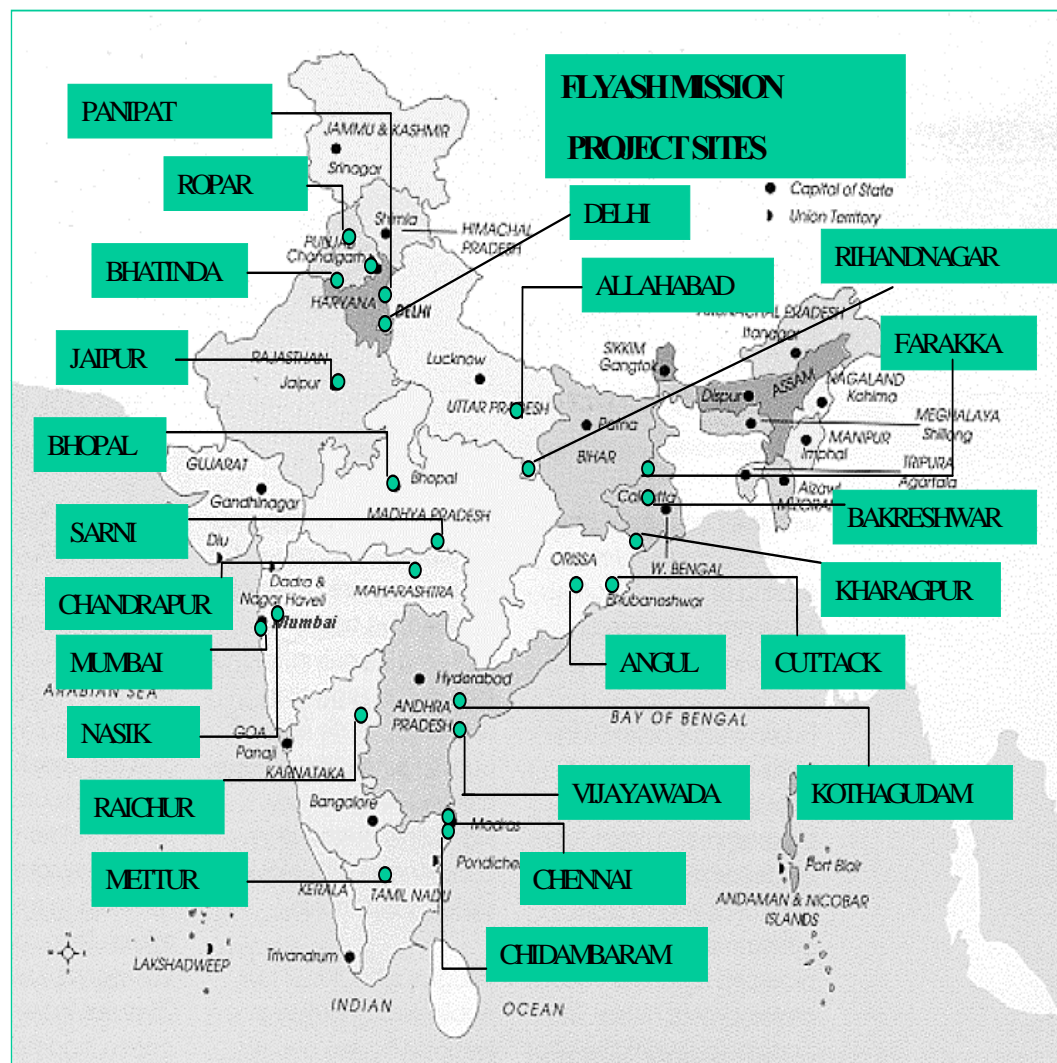 FLYASH MISSION
PROJECT SITES
PANIPAT
JAMMU & KASHMIR
Srinagar
ROPAR
Capital of State
Union Territory
DELHI
Shimla
HIMACHAL
PRADESH
PUNJAB
Chandigarh
RIHANDNAGAR
BHATINDA
ALLAHABAD
HARYANA
DELHI
ARUNACHAL PRADESH
Itanagar
JAIPUR
RAJASTHAN
Jaipur
Lucknow
SIKKIM
Gangtok
FARAKKA
ASSAM
NAGALAND
Kohima
Dispur
UTTAR PRADESH
MEGHALAYA
Shillong
Patna
BIHAR
MANIPUR
Imphal
BHOPAL
GUJARAT
Gandhinagar
Bhopal
TRIPURA
Agartala
Aizawl
MIZORAM
Calcutta
MADHYA PRADESH
BAKRESHWAR
SARNI
Diu
ORISSA
W. BENGAL
Dadra &
Nagar Haveli
MAHARASHTRA
CHANDRAPUR
Bhubaneshwar
KHARAGPUR
Mumbai
MUMBAI
ANGUL
CUTTACK
ARABIAN SEA
Hyderabad
ANDHRA
PRADESH
BAY OF BENGAL
NASIK
GOA
Panaji
KARNATAKA
RAICHUR
Bangalore
VIJAYAWADA
KOTHAGUDAM
Madras
METTUR
KERALA
TAMIL NADU
CHENNAI
Port Blair
ANDAMAN & NICOBAR
ISLANDS
CHIDAMBARAM
LAKSHADWEEP
Trivandrum
INDIAN
OCEAN